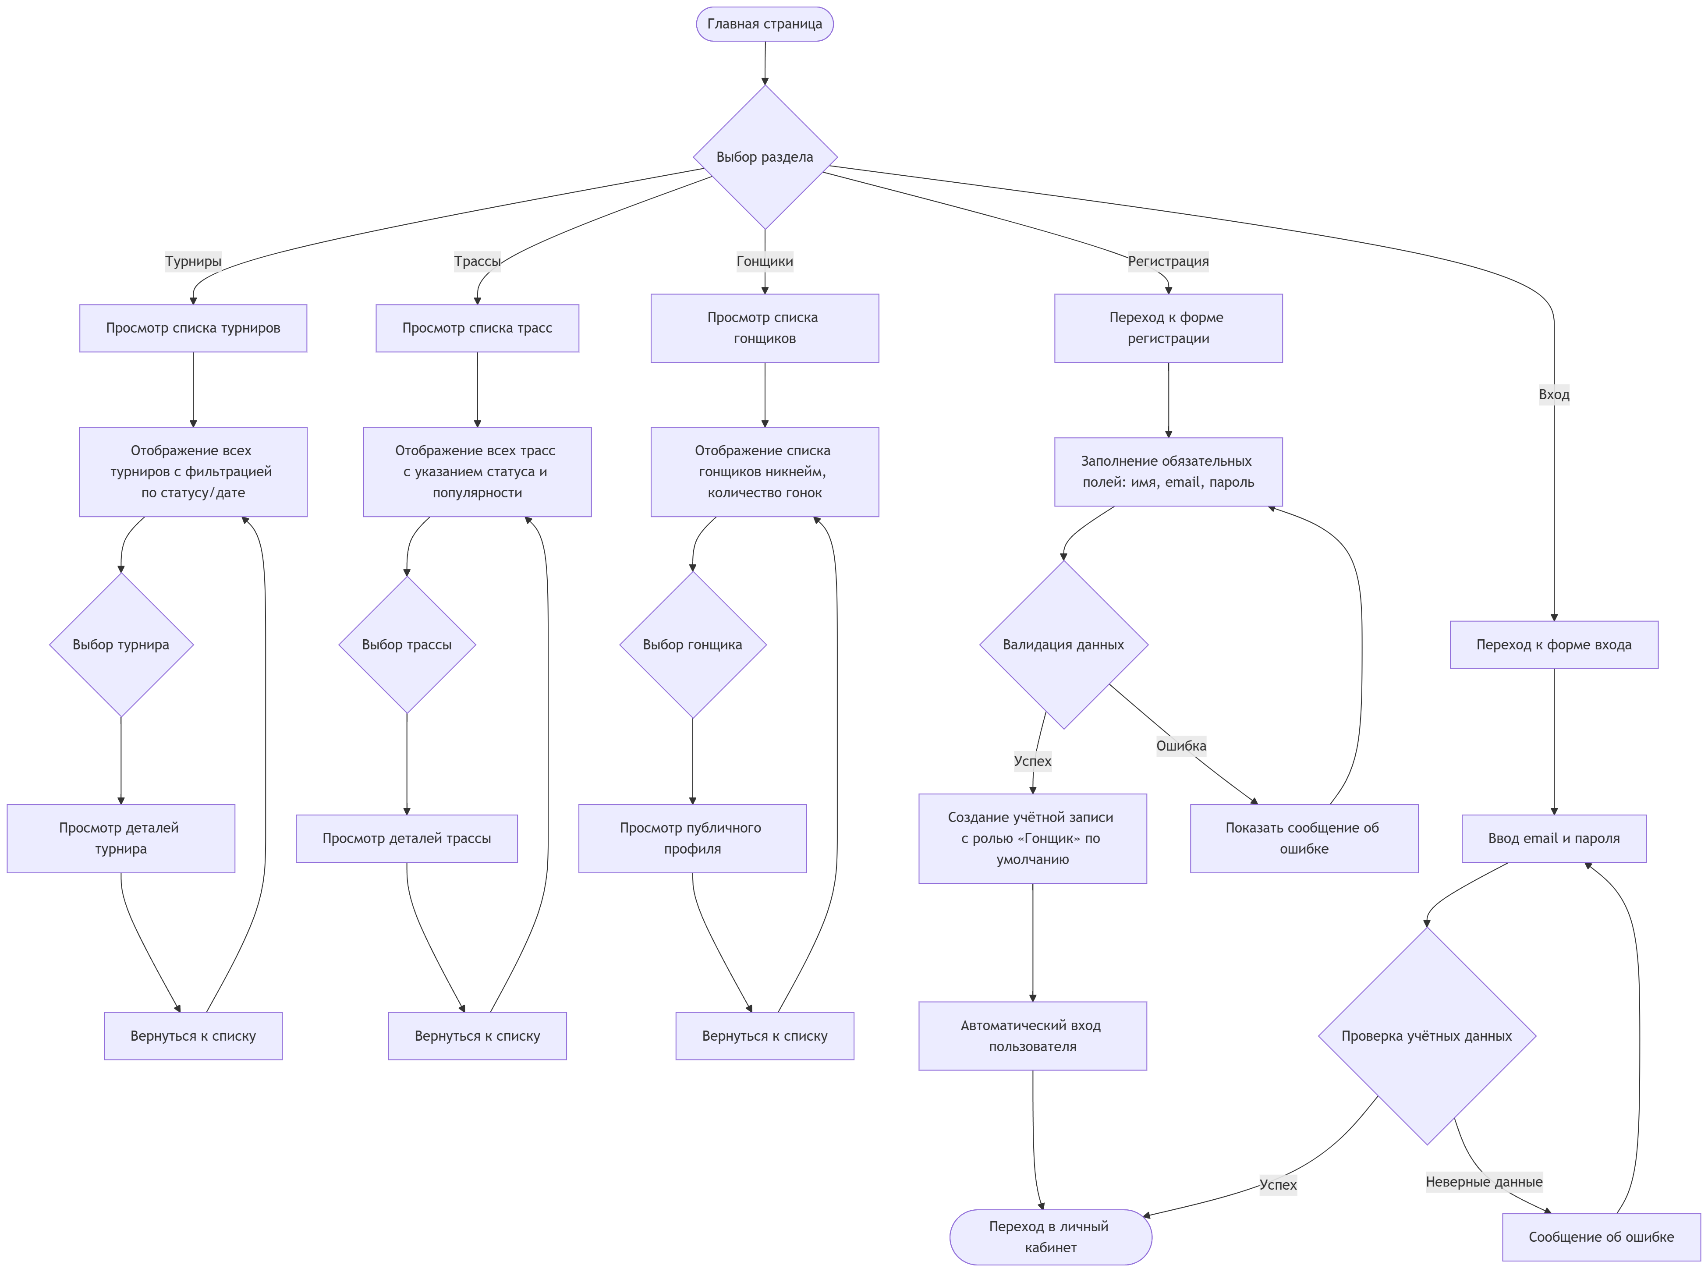 Главная страница
Выбор раздела
Турниры
Трассы
Гонщики
Регистрация
Вход
Просмотр списка турниров
Просмотр списка трасс
Просмотр списка
гонщиков
Переход к форме
регистрации
Отображение всех
турниров с фильтрацией
по статусу/дате
Отображение всех трасс
с указанием статуса и
популярности
Отображение списка
гонщиков никнейм,
количество гонок
Заполнение обязательных
полей: имя, email, пароль
Выбор турнира
Выбор трассы
Выбор гонщика
Валидация данных
Переход к форме входа
Успех
Ошибка
Просмотр деталей
турнира
Просмотр деталей трассы
Просмотр публичного
профиля
Создание учётной записи
с ролью «Гонщик» по
умолчанию
Показать сообщение об
ошибке
Ввод email и пароля
Вернуться к списку
Вернуться к списку
Вернуться к списку
Автоматический вход
пользователя
Проверка учётных данных
Успех
Неверные данные
Переход в личный
кабинет
Сообщение об ошибке